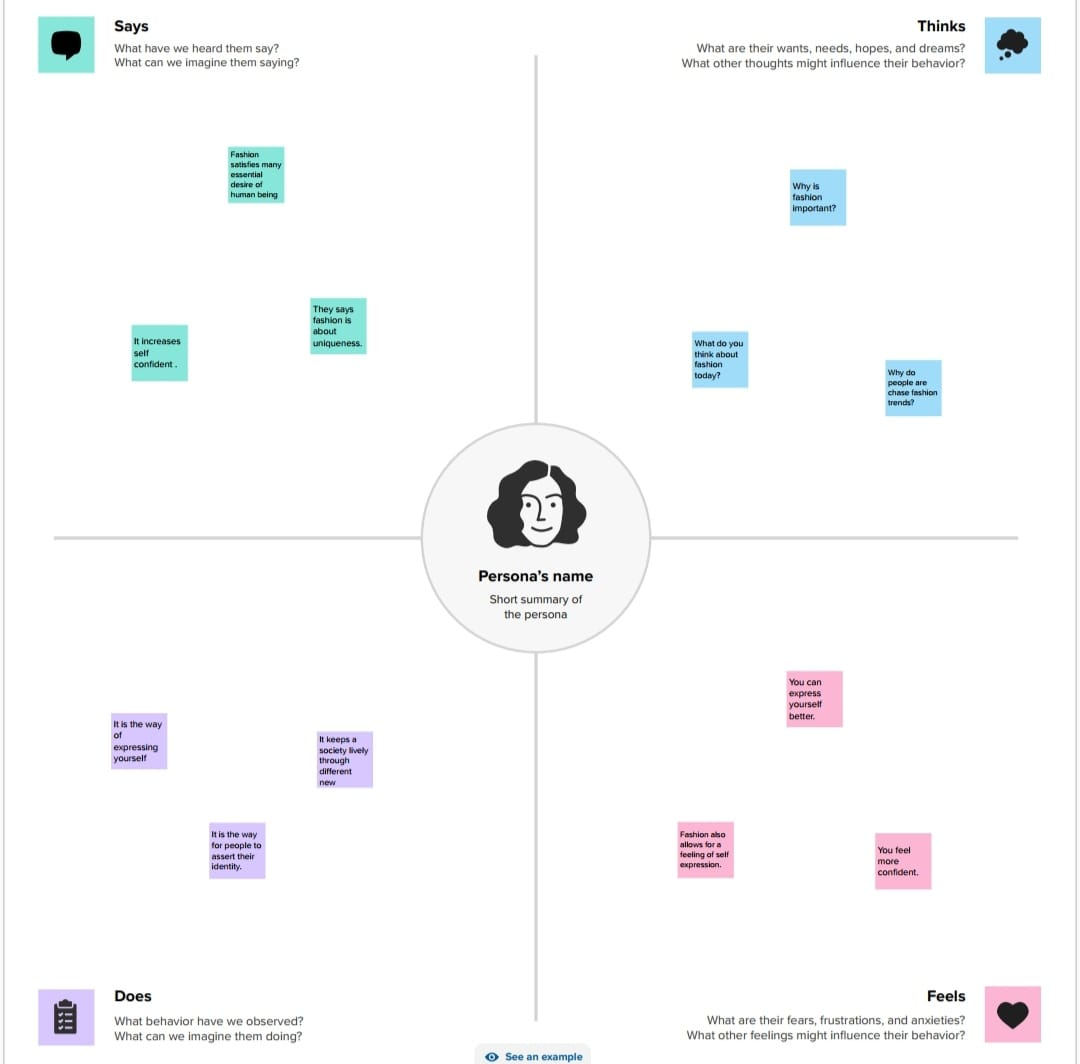 Says
What have we heard them say?
What can we imagine them saying?
Thinks
What are their wants, needs, hopes, and dreams?
What other thoughts might influence their behavior?
Fashion
satisfies many
essential
desire of
human being
They says
fashion is
about
uniqueness.
It increases
self
confident .
Why is
fashion
important?
What do you
think about
fashion
today?
Why do
people are
chase fashion
trends?
Persona's name
Short summary of
the persona
It is the way
of
expressing
yourself
It keeps a
society lively
through
different
new
It is the way
for people to
assert their
identity.
You can
express
yourself
better.
Fashion also
allows for a
feeling of self
expression.
You feel
more
confident.
Does
What behavior have we observed?
What can we imagine them doing?
Feels
What are their fears, frustrations, and anxieties?
What other feelings might influence their behavior?
See an example